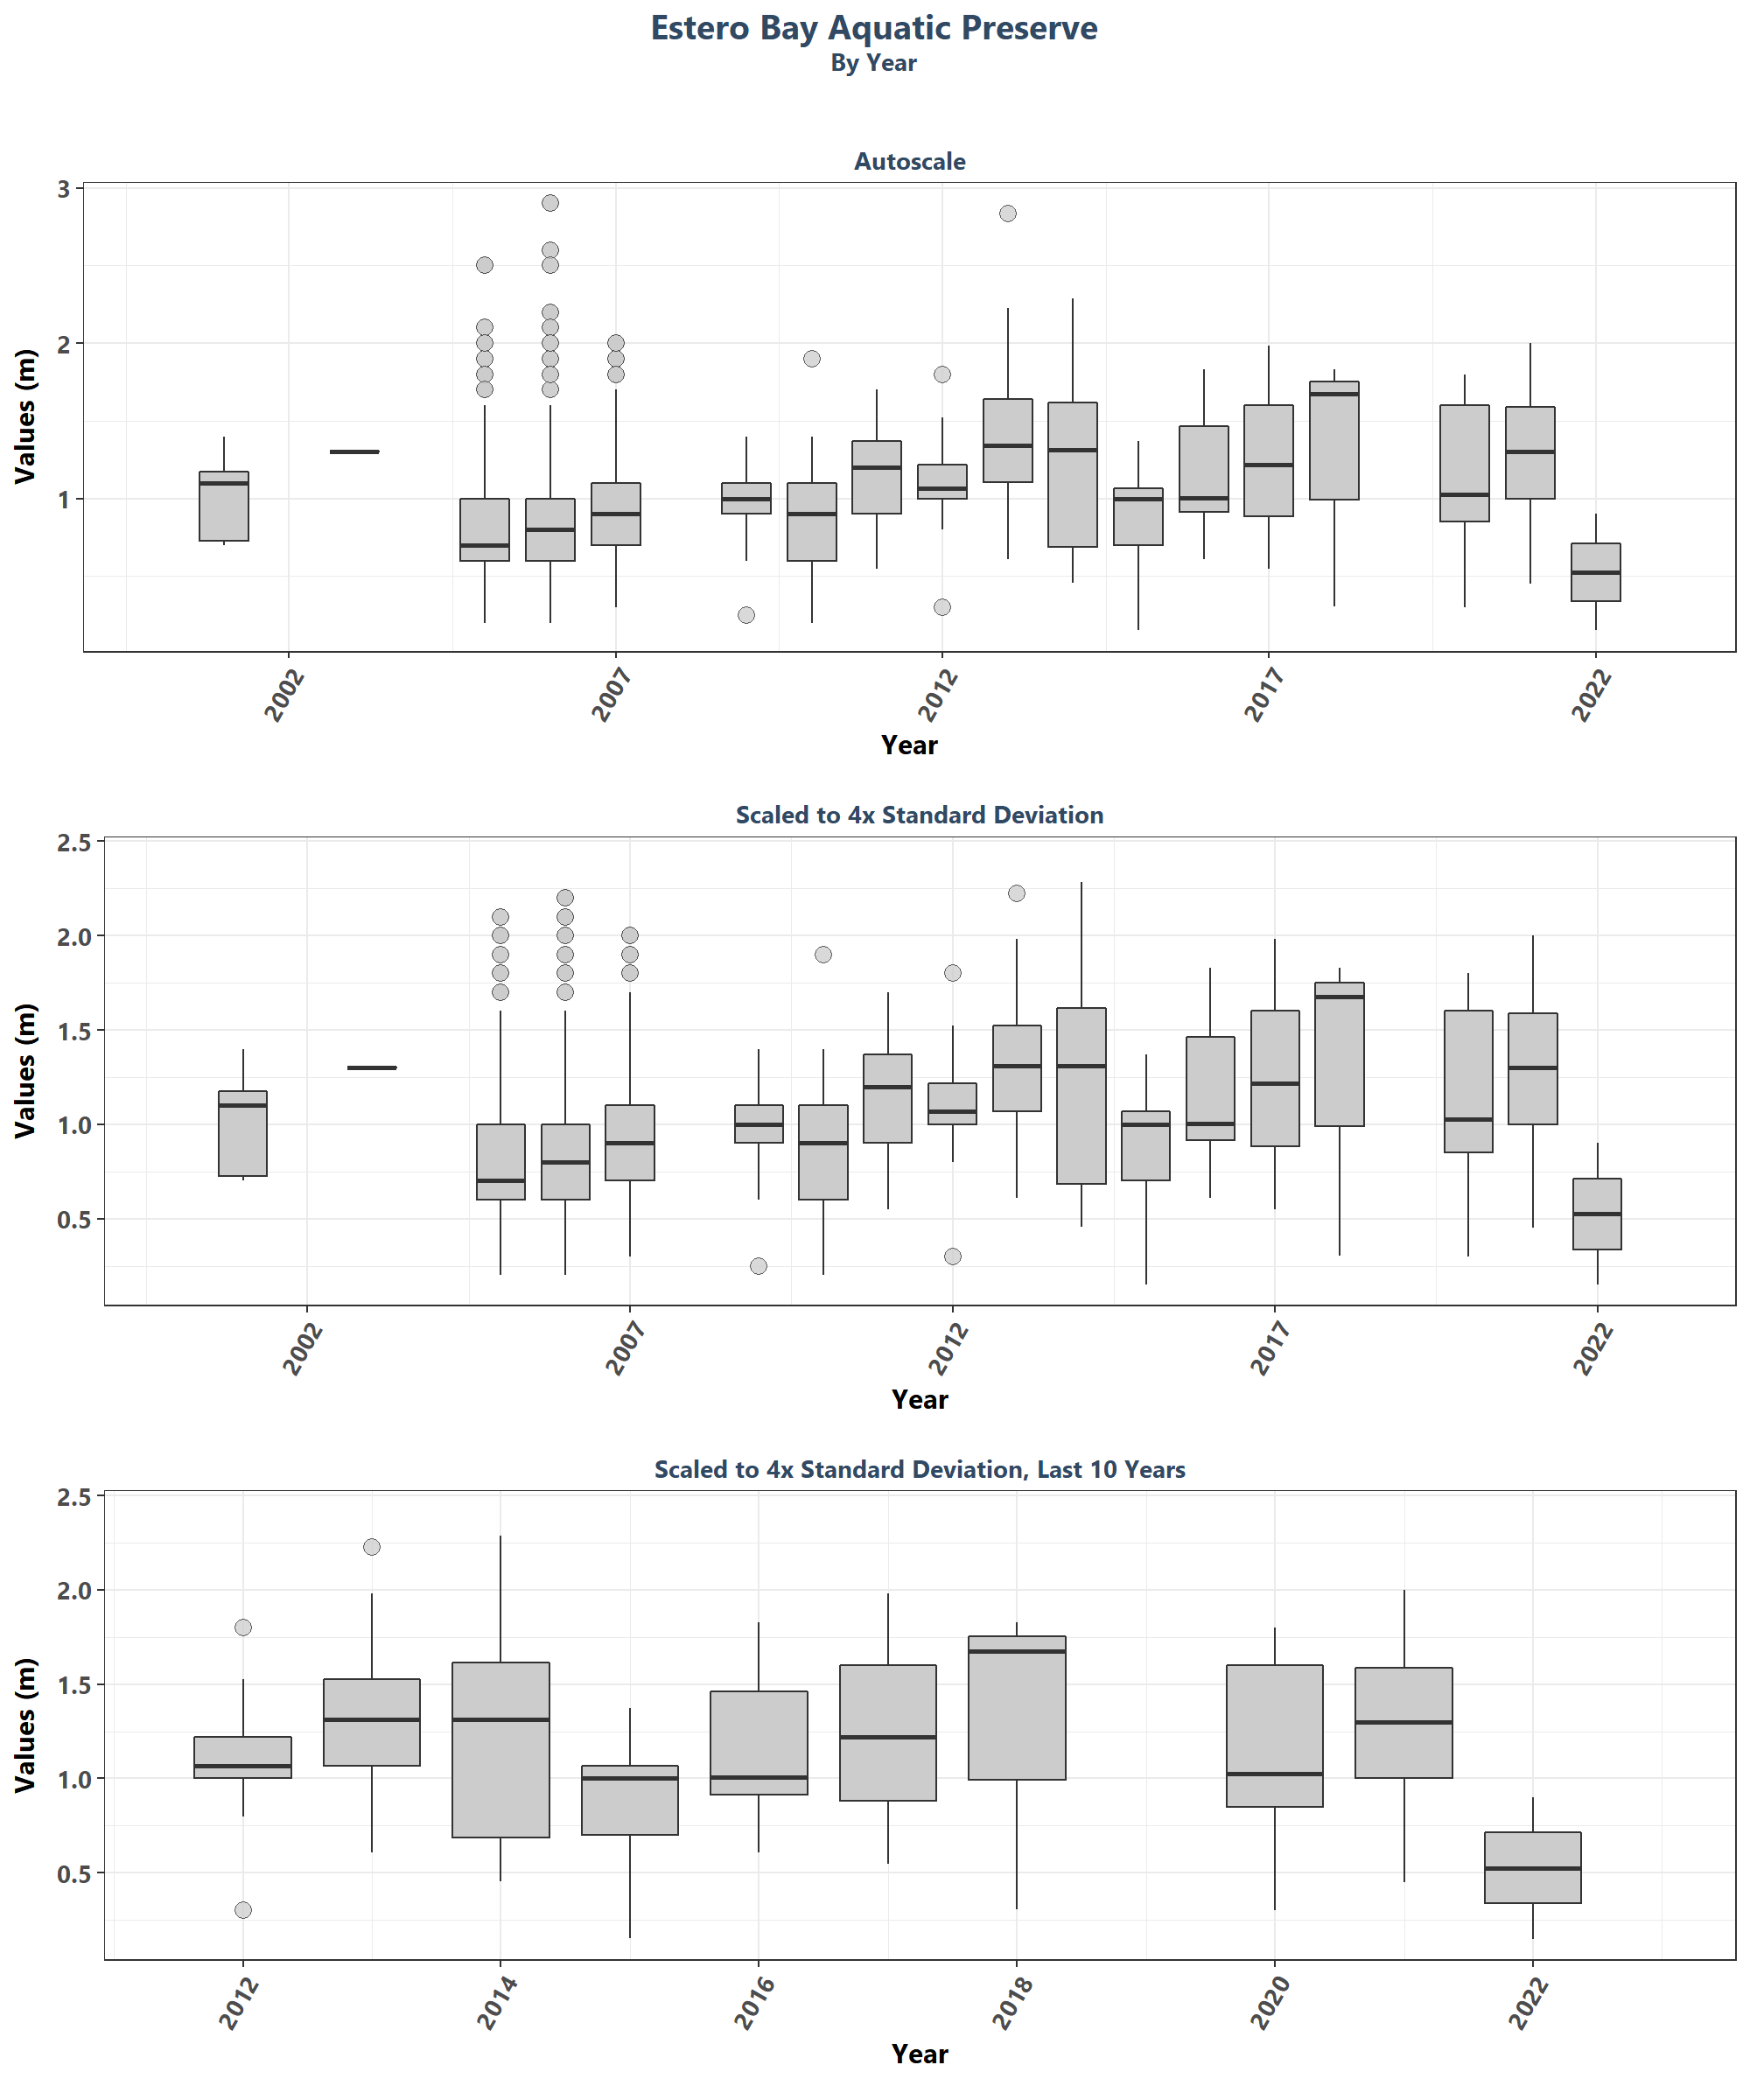 Estero Bay Aquatic Preserve
By Year
Autoscale
3
2
1
Values (m)
2002 2007 2012 2017 2022
Year
Scaled to 4x Standard Deviation
2.5
2.0
1.5
1.0
0.5
Values (m)
2002 2007 2012 2017 2022
Year
Scaled to 4x Standard Deviation, Last 10 Years
2.5
2.0
1.5
1.0
0.5
Values (m)
2012 2014 2016 2018 2020 2022
Year